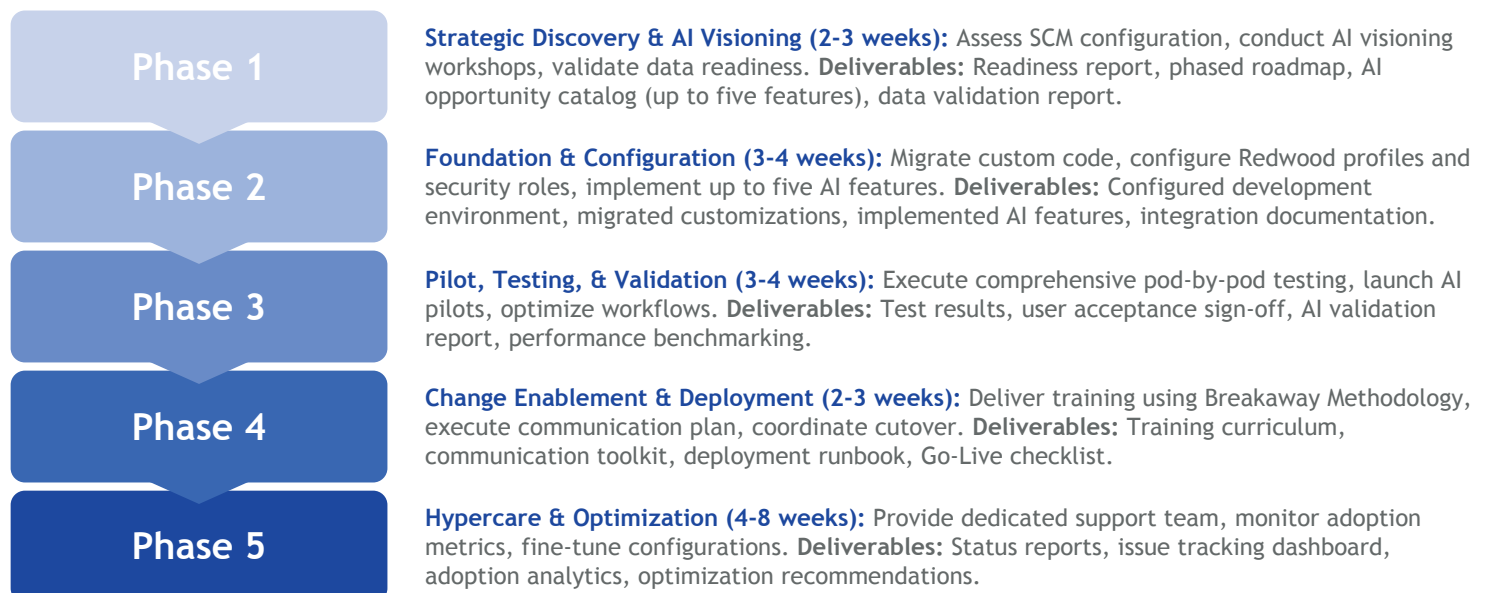 Phase 1
Strategic Discovery & AI Visioning (2-3 weeks): Assess SCM configuration, conduct AI visioning
workshops, validate data readiness. Deliverables: Readiness report, phased roadmap, AI
opportunity catalog (up to five features), data validation report.
Phase 2
Foundation & Configuration (3-4 weeks): Migrate custom code, configure Redwood profiles and
security roles, implement up to five AI features. Deliverables: Configured development
environment, migrated customizations, implemented AI features, integration documentation.
Phase 3
Pilot, Testing, & Validation (3-4 weeks): Execute comprehensive pod-by-pod testing, launch AI
pilots, optimize workflows. Deliverables: Test results, user acceptance sign-off, AI validation
report, performance benchmarking.
Phase 4
Change Enablement & Deployment (2-3 weeks): Deliver training using Breakaway Methodology,
execute communication plan, coordinate cutover. Deliverables: Training curriculum,
communication toolkit, deployment runbook, Go-Live checklist.
Phase 5
Hypercare & Optimization (4-8 weeks): Provide dedicated support team, monitor adoption
metrics, fine-tune configurations. Deliverables: Status reports, issue tracking dashboard,
adoption analytics, optimization recommendations.